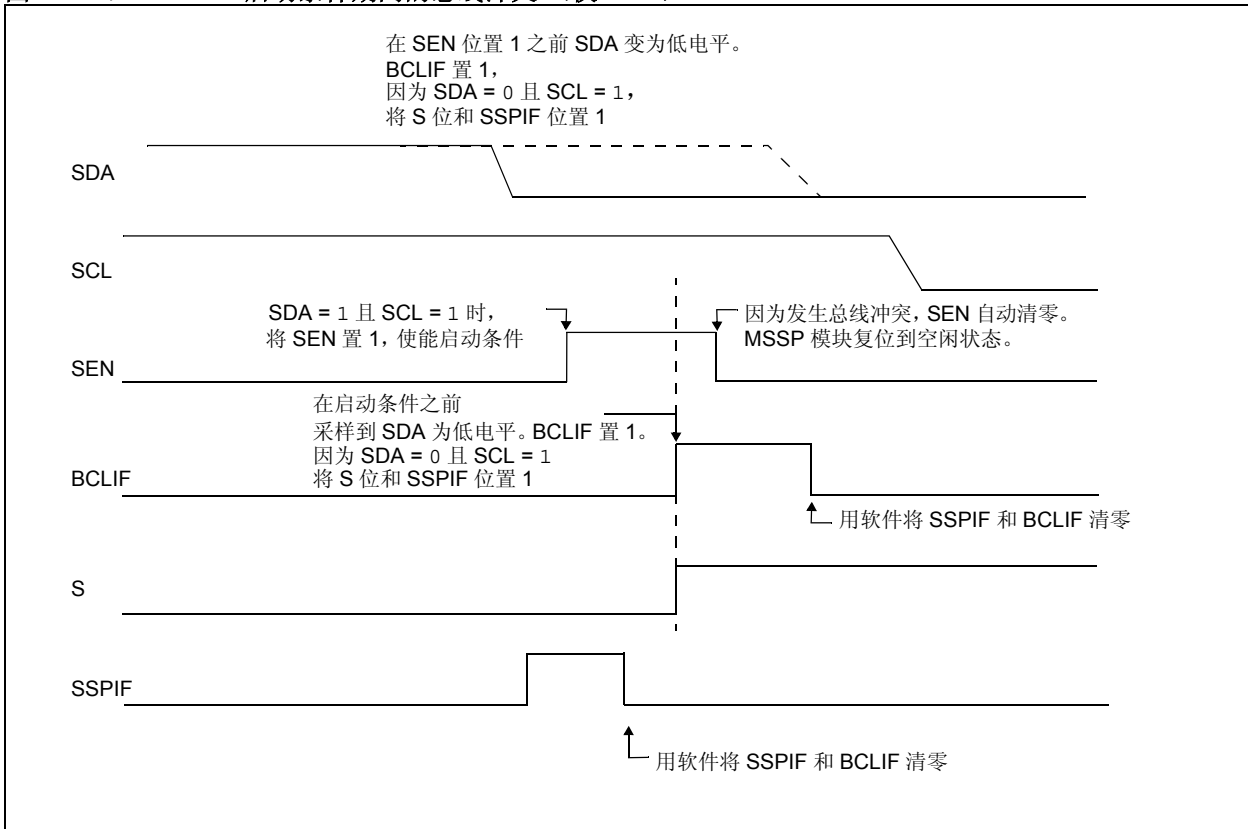 在 SEN 位置 1 之前 SDA 变为低电平。
BCLIF 置 1，
因为 SDA = 0 且 SCL = 1，
将 S 位和 SSPIF 位置 1
SDA
SCL
SDA = 1 且 SCL = 1 时，
将 SEN 置 1，使能启动条件
因为发生总线冲突，SEN 自动清零。
MSSP 模块复位到空闲状态。
SEN
在启动条件之前
采样到 SDA 为低电平。BCLIF 置 1。
因为 SDA = 0 且 SCL = 1
将 S 位和 SSPIF 位置 1
BCLIF
用软件将 SSPIF 和 BCLIF 清零
S
SSPIF
用软件将 SSPIF 和 BCLIF 清零